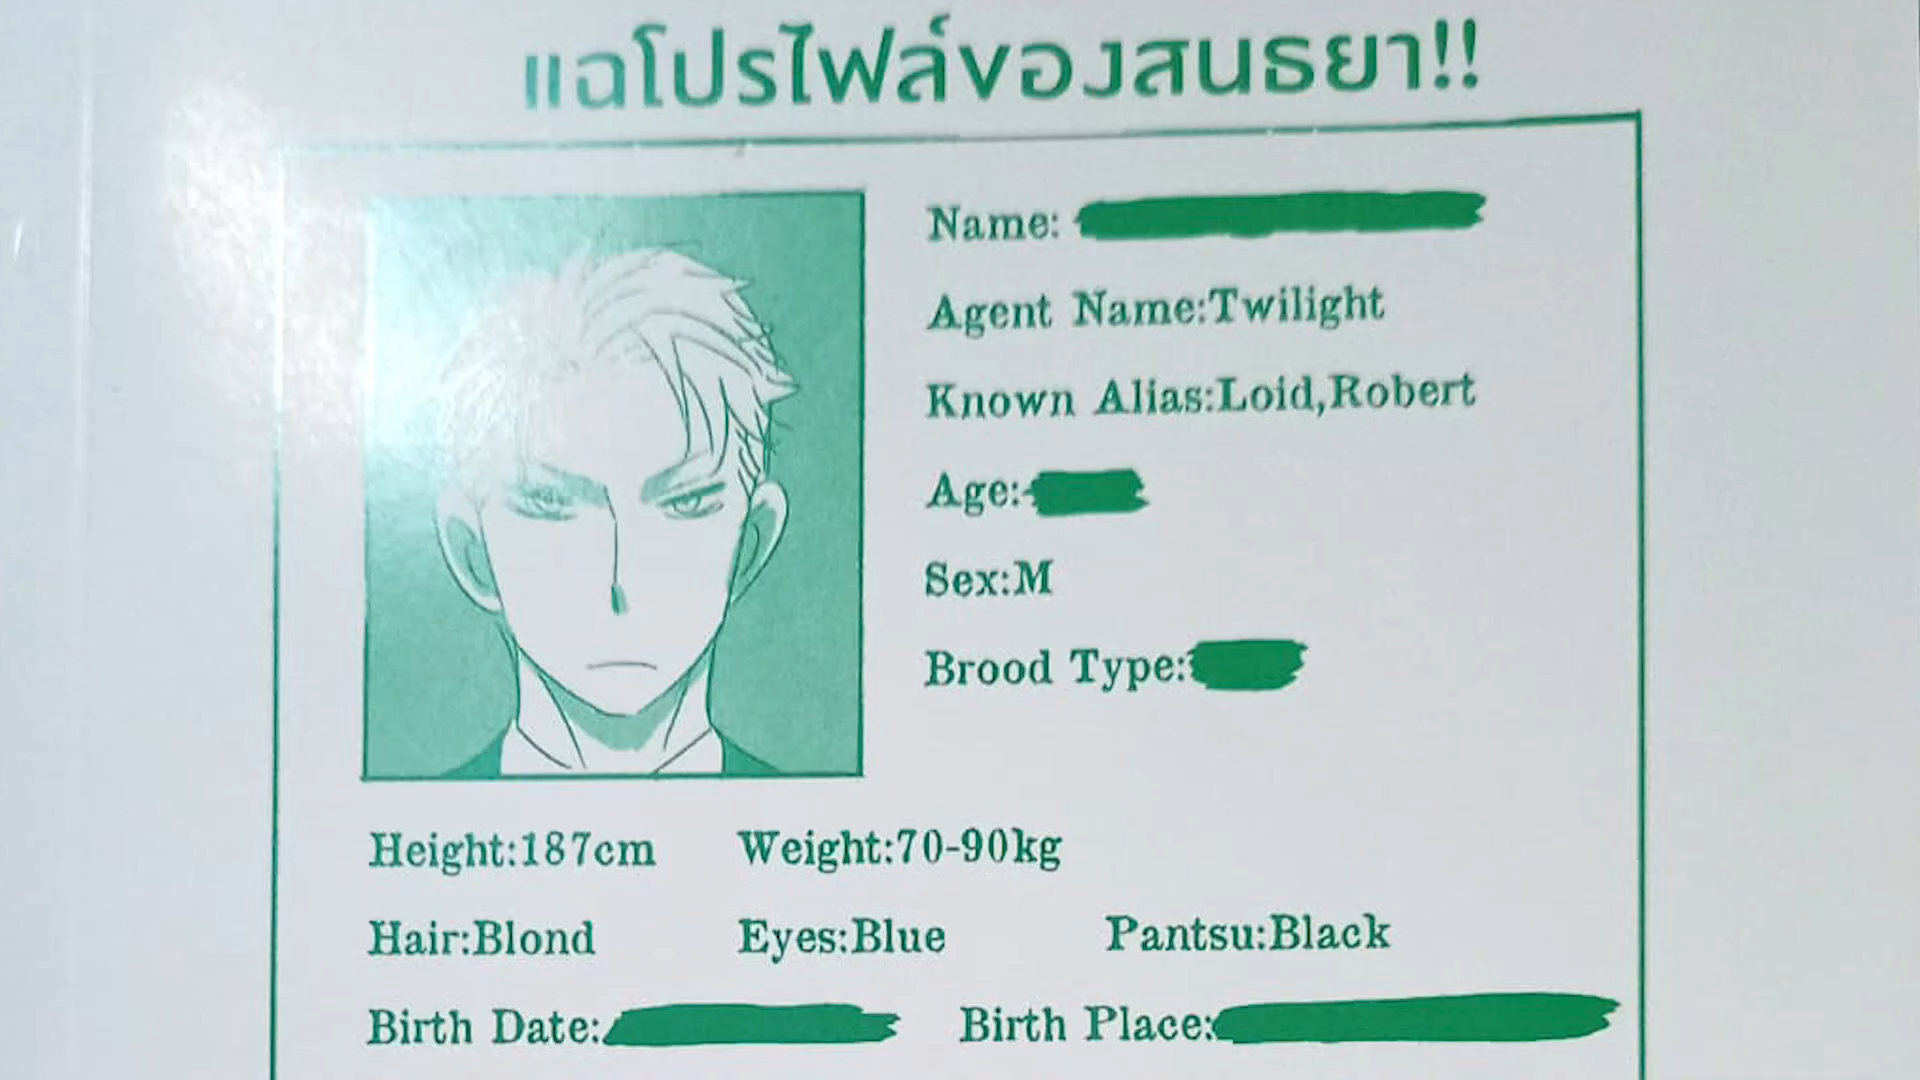 แฉโปรไฟล์ของสนธยา!!
Name:
Agent Name:Twilight
Known Alias:Loid,Robert
Age:
Sex:M
Brood Type:
Height:187cm Weight:70-90kg
Hair:Blond Eyes:Blue Pantsu:Black
Birth Date: Birth Place: